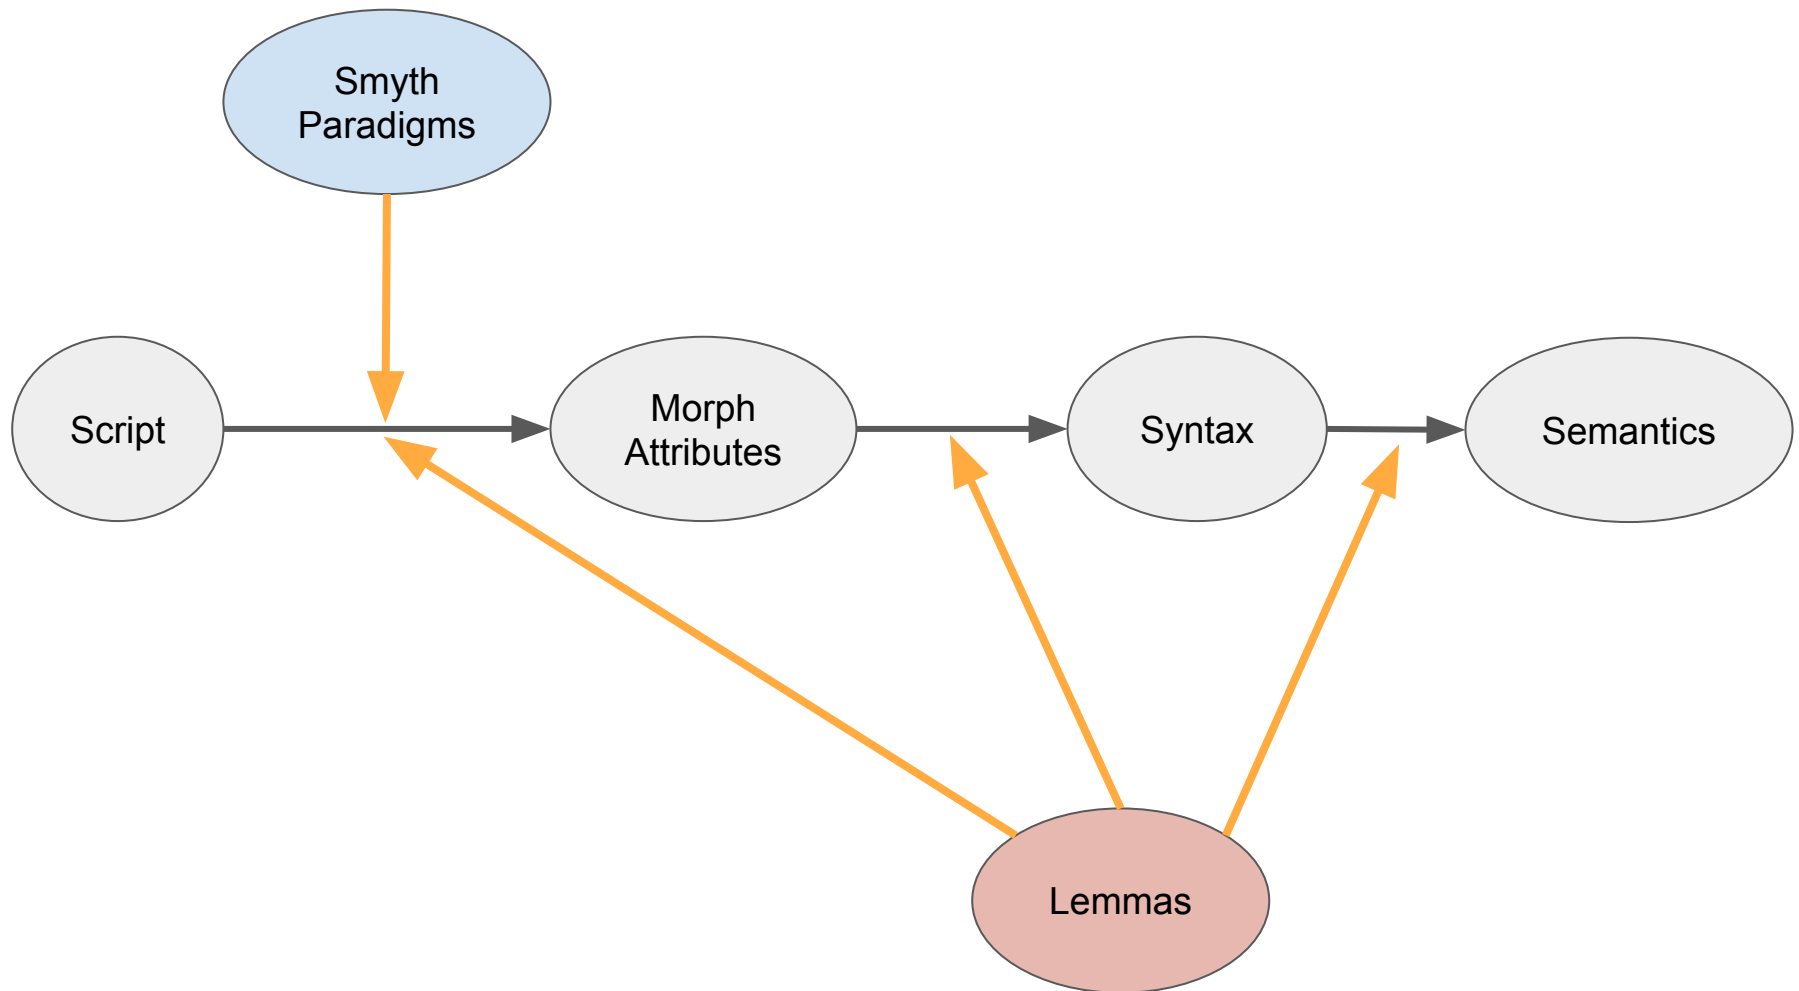 Smyth
Paradigms
Script
Morph
Attributes
Syntax
Semantics
Lemmas